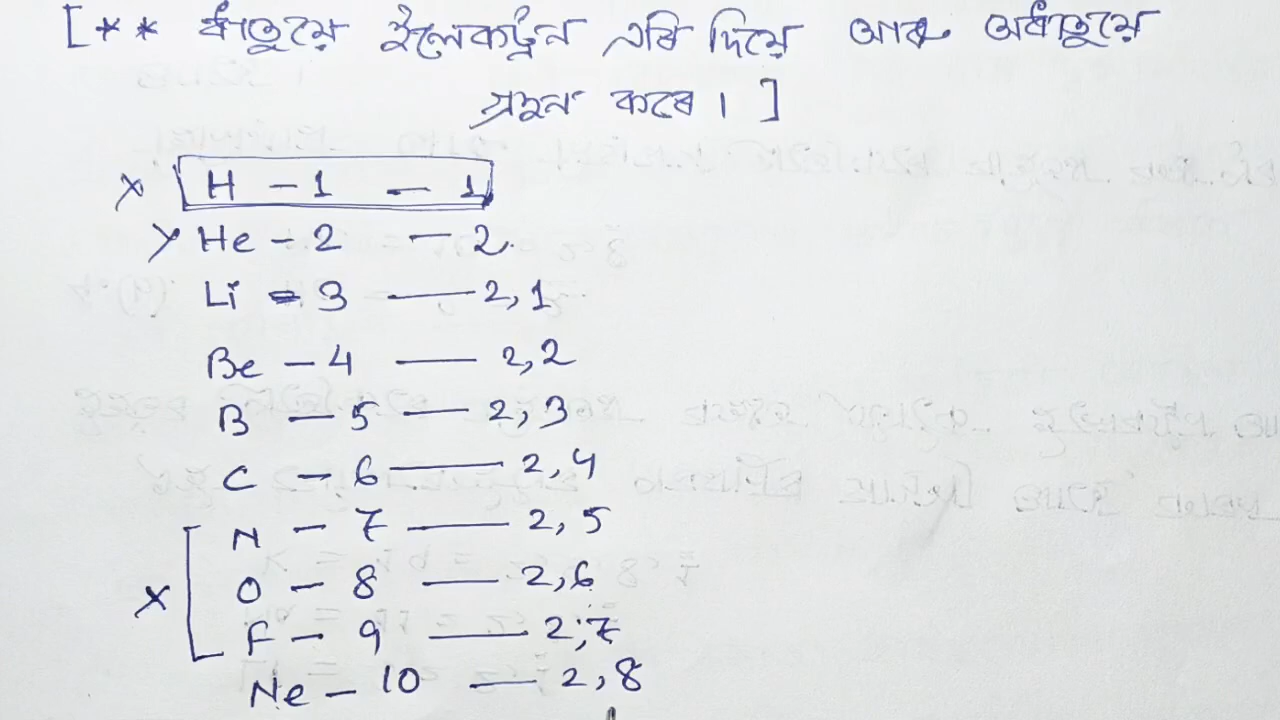 [** ধাতুয়ে ইলেকট্ৰন এৰি দিয়ে আৰু অধাতুয়ে
গ্ৰহন কৰে। ]
× H - 1 — 1
× He - 2 — 2.
Li - 3 — 2,1
Be - 4 — 2,2
B - 5 — 2,3
C - 6 — 2,4
N - 7 — 2,5
× O - 8 — 2,6
F - 9 — 2,7
Ne - 10 — 2,8